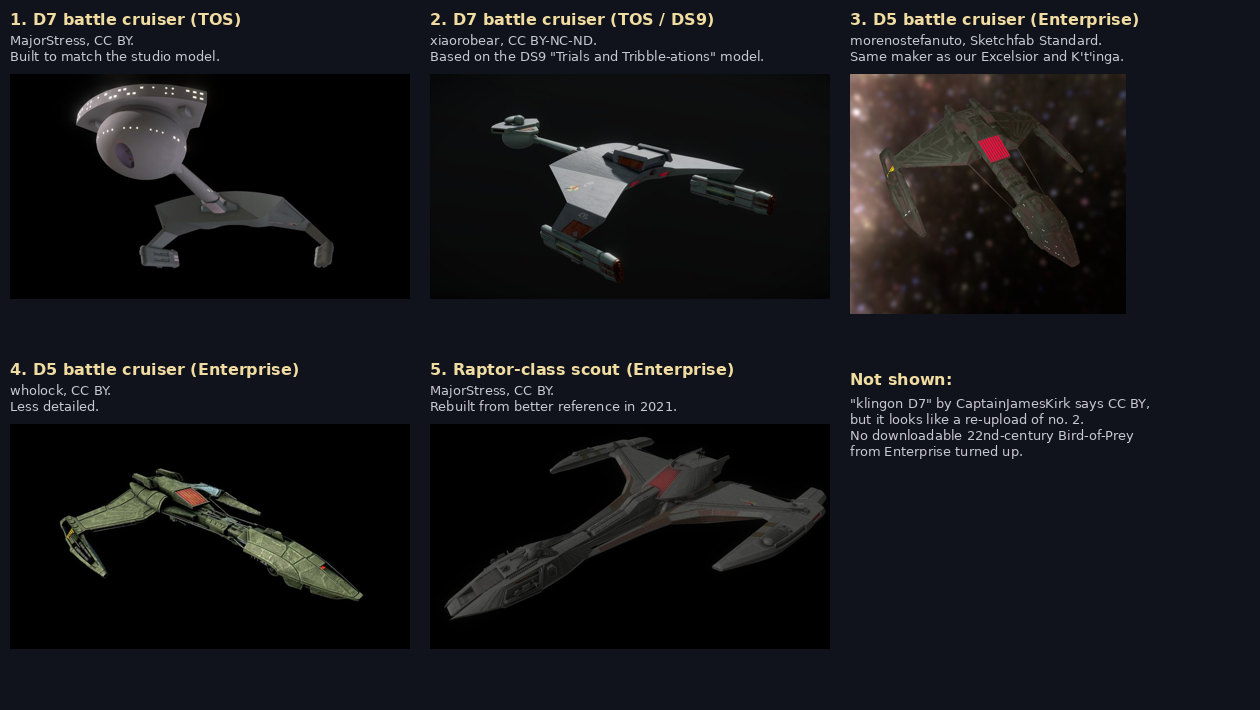 1. D7 battle cruiser (TOS)
MajorStress, CC BY.
Built to match the studio model.
2. D7 battle cruiser (TOS / DS9)
xiaorobear, CC BY-NC-ND.
Based on the DS9 "Trials and Tribble-ations" model.
3. D5 battle cruiser (Enterprise)
morenostefanuto, Sketchfab Standard.
Same maker as our Excelsior and K't'inga.
4. D5 battle cruiser (Enterprise)
wholock, CC BY.
Less detailed.
5. Raptor-class scout (Enterprise)
MajorStress, CC BY.
Rebuilt from better reference in 2021.
Not shown:
"klingon D7" by CaptainJamesKirk says CC BY,
but it looks like a re-upload of no. 2.
No downloadable 22nd-century Bird-of-Prey
from Enterprise turned up.